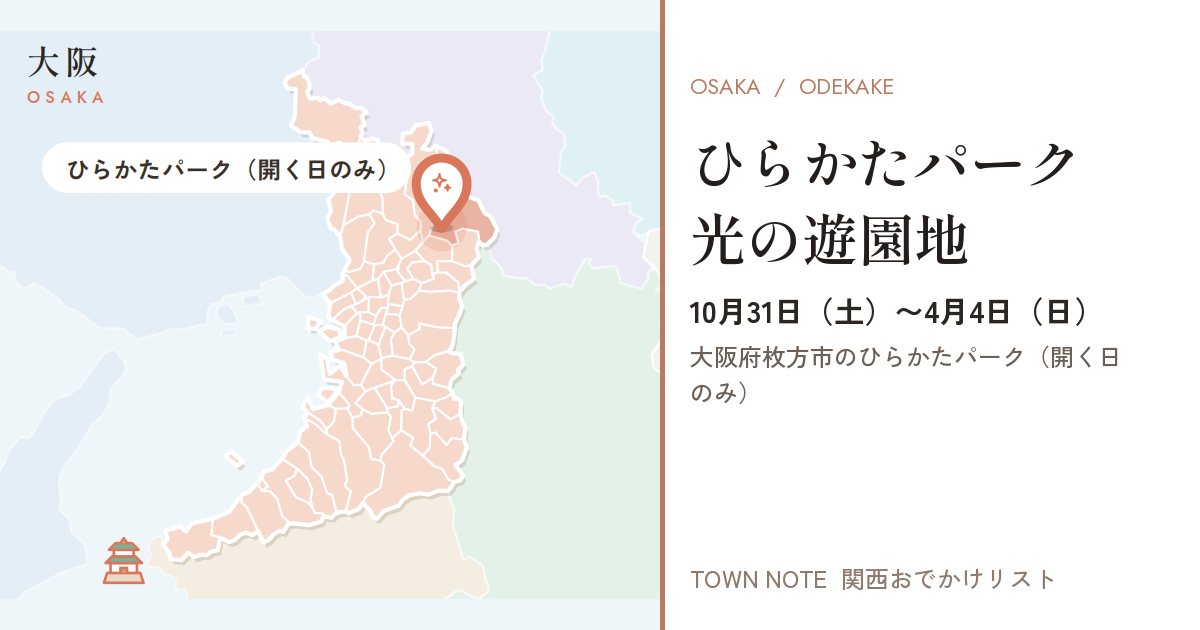 大阪
OSAKA
ひらかたパーク（開く日のみ）
OSAKA / ODEKAKE
ひらかたパーク
光の遊園地
10月31日（土）〜4月4日（日）
大阪府枚方市のひらかたパーク（開く日
のみ）
TOWN NOTE 関西おでかけリスト